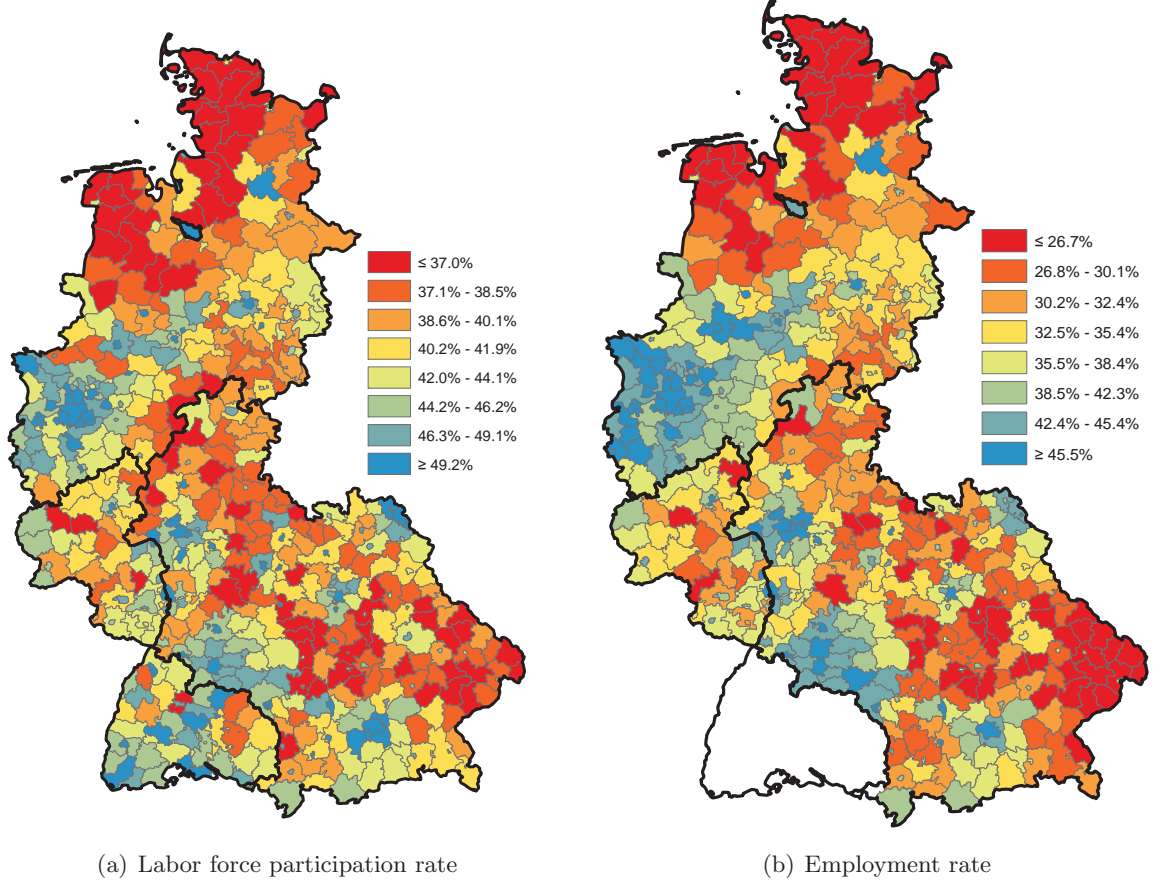 ≤ 37.0%
37.1% - 38.5%
38.6% - 40.1%
40.2% - 41.9%
42.0% - 44.1%
44.2% - 46.2%
46.3% - 49.1%
≥ 49.2%
≤ 26.7%
26.8% - 30.1%
30.2% - 32.4%
32.5% - 35.4%
35.5% - 38.4%
38.5% - 42.3%
42.4% - 45.4%
≥ 45.5%
(a) Labor force participation rate
(b) Employment rate